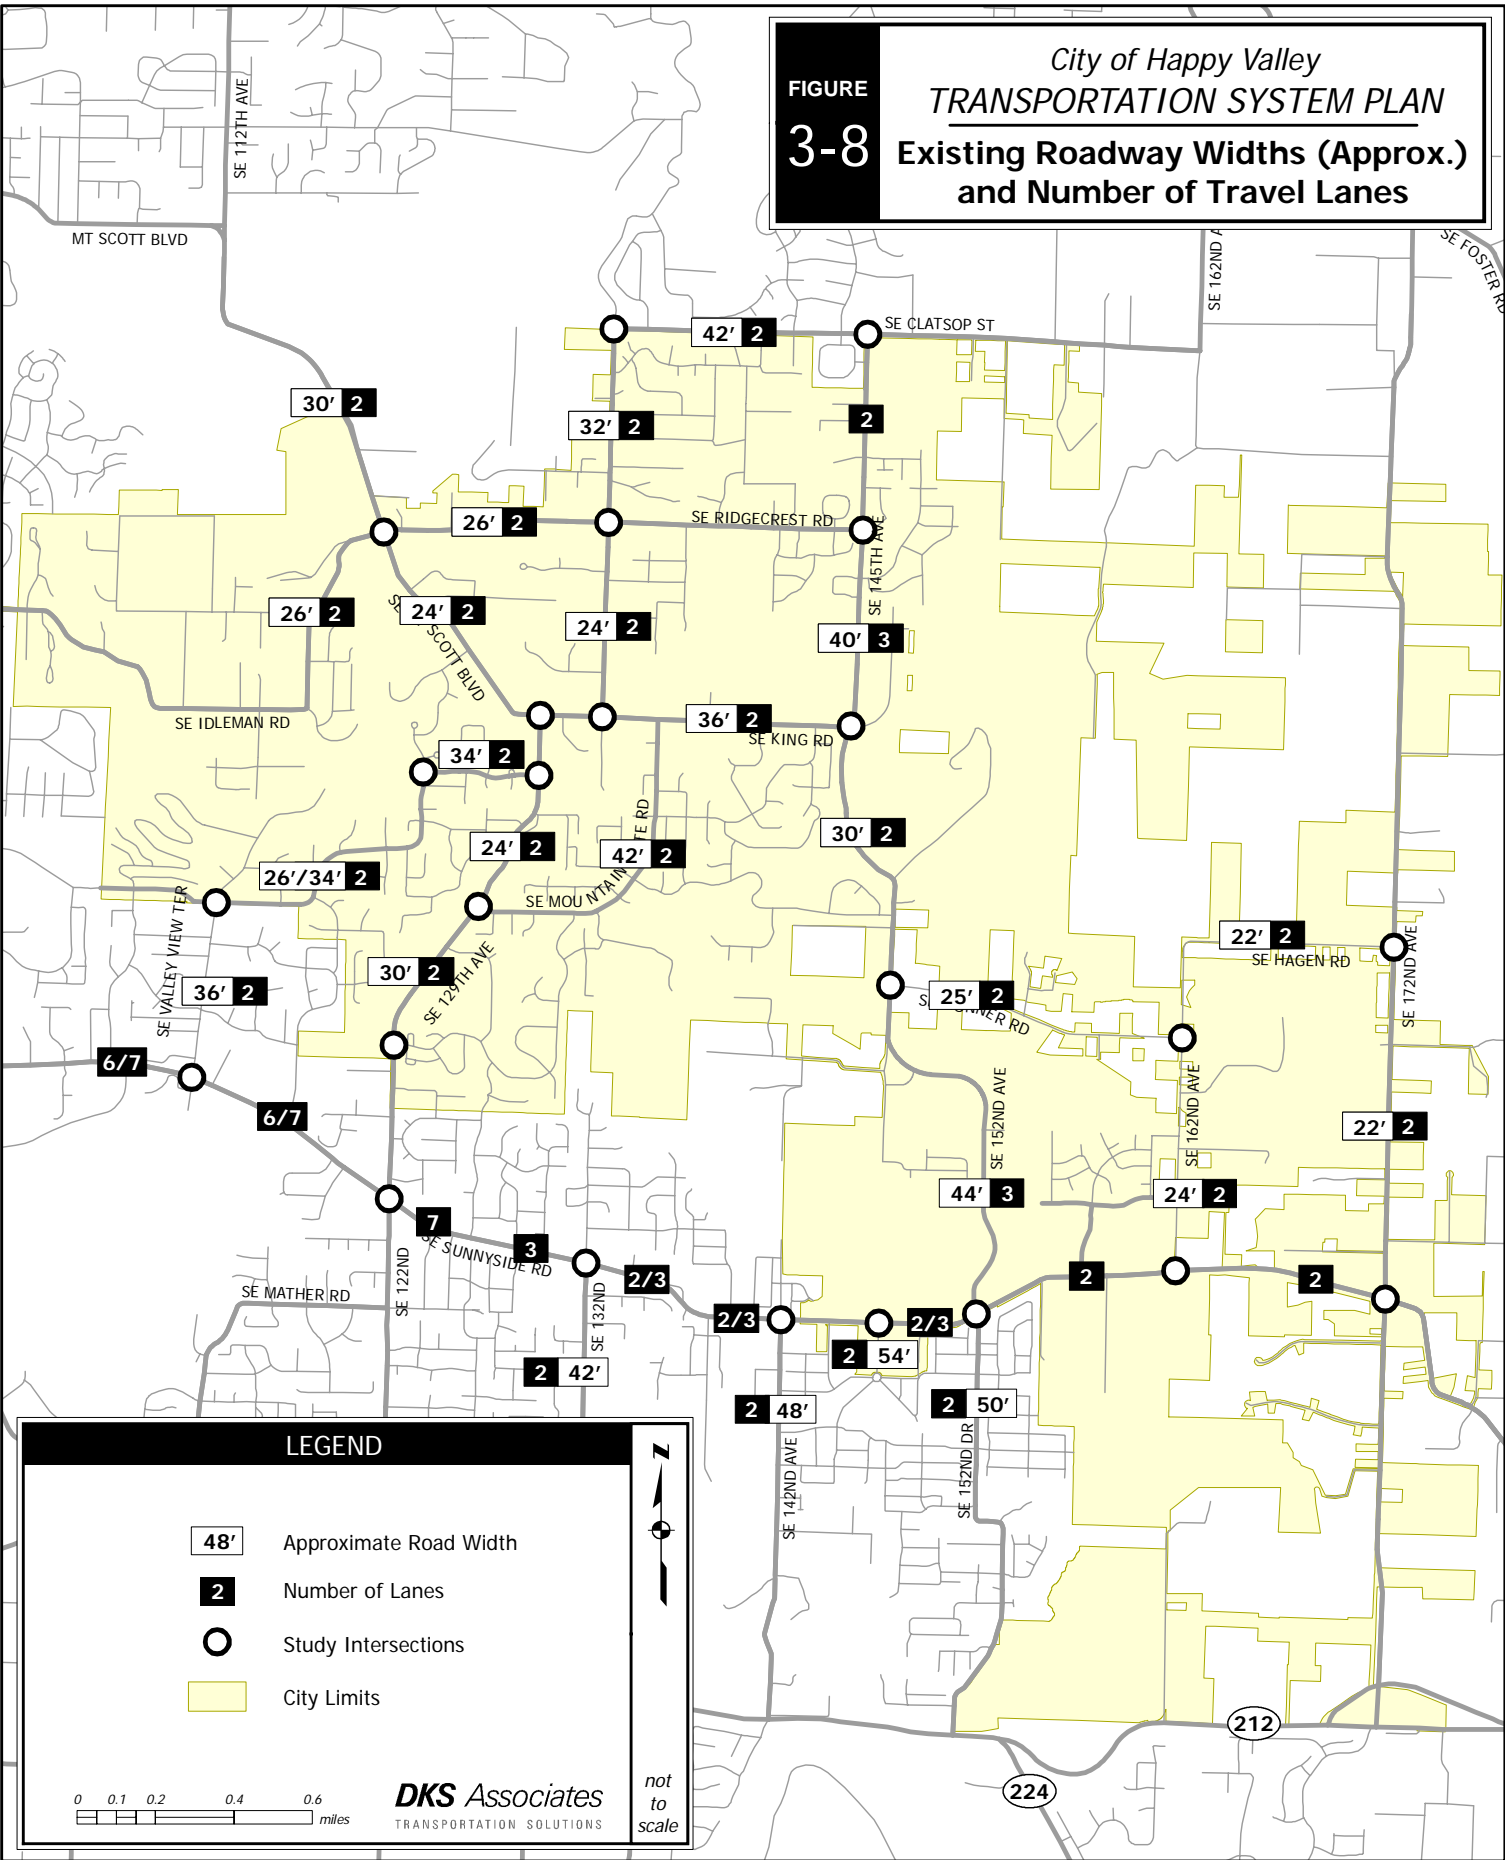 FIGURE
3-8
City of Happy Valley
TRANSPORTATION SYSTEM PLAN
Existing Roadway Widths (Approx.)
and Number of Travel Lanes
SE 112TH AVE
MT SCOTT BLVD
SE 162ND A
SE FOSTER RD
SE CLATSOP ST
42' 2
30' 2
32' 2
2
26' 2
SE RIDGECREST RD
SE 145TH AVE
26' 2
24' 2
SE
SCOTT BLVD
24' 2
40' 3
SE IDLEMAN RD
36' 2
SE KING RD
34' 2
24' 2
42' 2
TE RD
30' 2
26'/34' 2
SE MOU
NTAIN
SE VALLEY VIEW TER
22' 2
SE HAGEN RD
SE 172ND AVE
30' 2
SE 129TH AVE
36' 2
25' 2
S
NNER RD
6/7
6/7
SE 152ND AVE
SE 162ND AVE
22' 2
44' 3
24' 2
7
SE SUNNYSIDE RD
3
2/3
2
2
SE MATHER RD
SE 122ND
SE 132ND
2/3
2/3
2 54'
2 42'
2 48'
2 50'
SE 142ND AVE
SE 152ND DR
212
224
LEGEND
48' Approximate Road Width
2 Number of Lanes
Study Intersections
City Limits
0 0.1 0.2 0.4 0.6
miles
DKS Associates
TRANSPORTATION SOLUTIONS
Z
not
to
scale